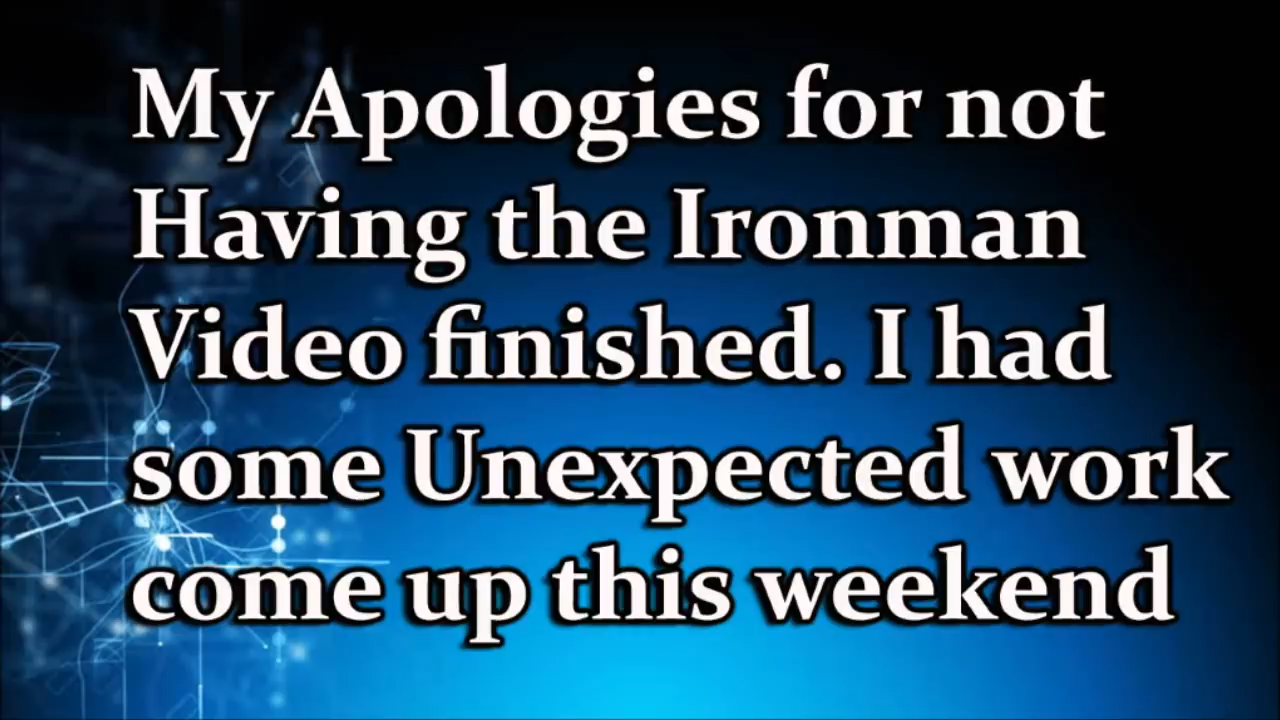 My Apologies for not
Having the Ironman
Video finished. I had
some Unexpected work
come up this weekend